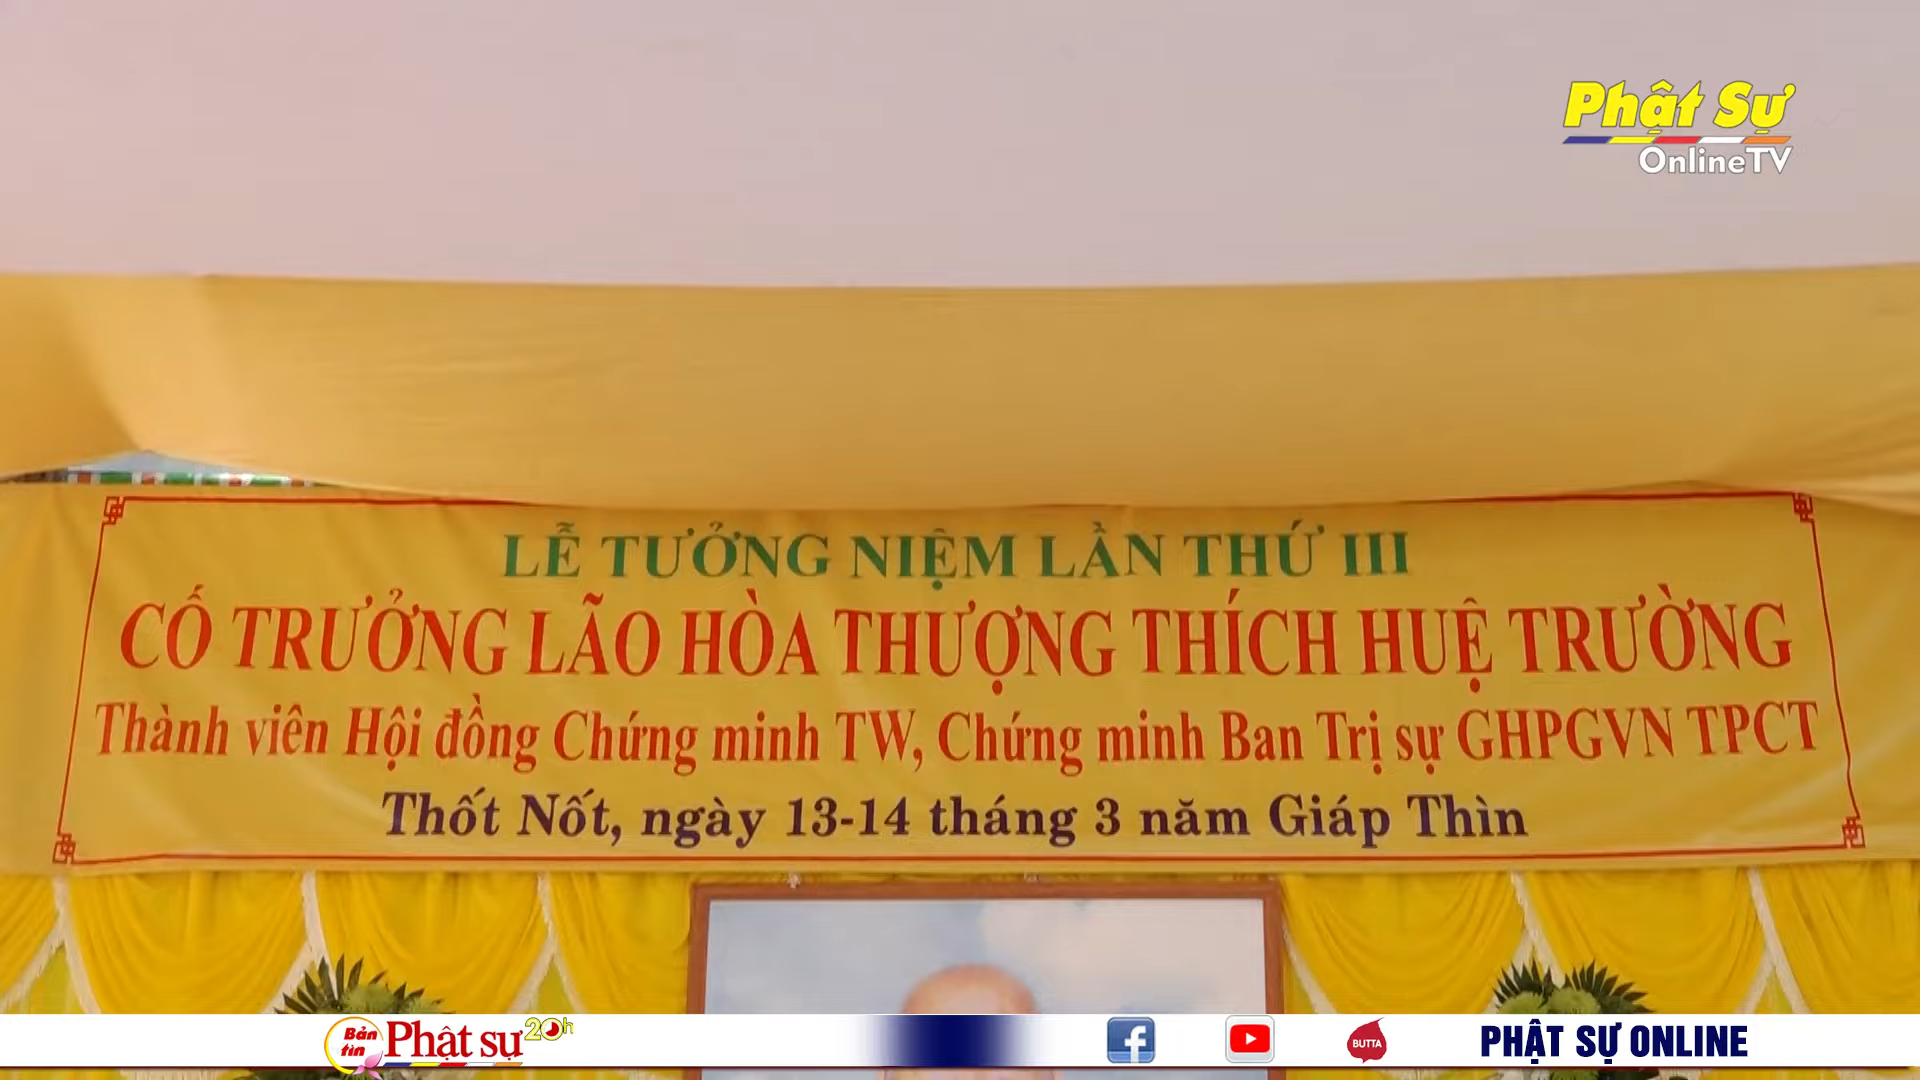 Phật Sự
OnlineTV
LỄ TƯỞNG NIỆM LẦN THỨ III
CỐ TRƯỞNG LÃO HÒA THƯỢNG THÍCH HUỆ TRƯỜNG
Thành viên Hội đồng Chứng minh TW, Chứng minh Ban Trị sự GHPGVN TPCT
Thốt Nốt, ngày 13-14 tháng 3 năm Giáp Thìn
Bản tin Phật sự 20h
BUTTA
PHẬT SỰ ONLINE